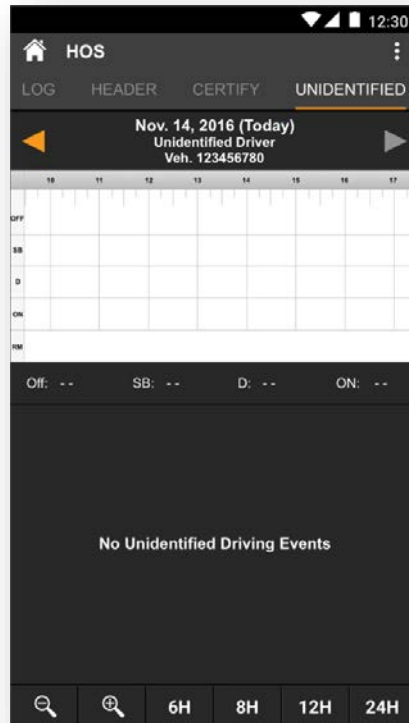 12:30
HOS
LOG HEADER CERTIFY UNIDENTIFIED
Nov. 14, 2016 (Today)
Unidentified Driver
Veh. 123456780
10 11 12 13 14 15 16 17
OFF
SB
D
ON
RM
Off: -- SB: -- D: -- ON: --
No Unidentified Driving Events
6H 8H 12H 24H